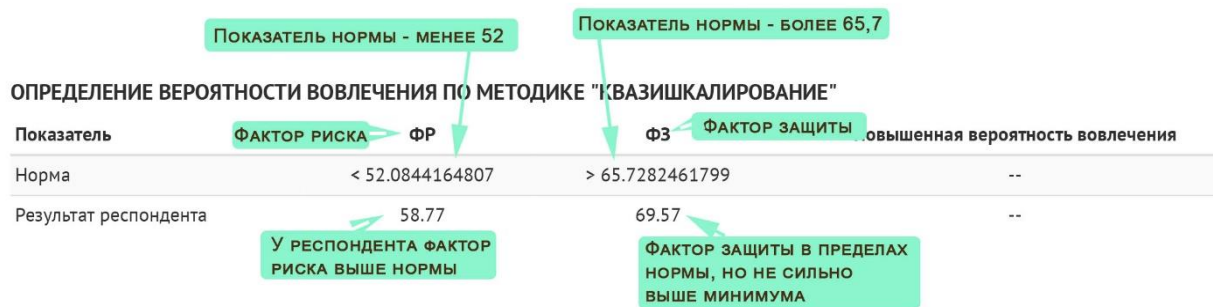 Показатель нормы - менее 52
Показатель нормы - более 65,7
ОПРЕДЕЛЕНИЕ ВЕРОЯТНОСТИ ВОВЛЕЧЕНИЯ ПО МЕТОДИКЕ "КВАЗИШКАЛИРОВАНИЕ"
Показатель Фактор риска ФР ФЗ Фактор защиты вероятность вовлечения
Норма < 52.0844164807 > 65.7282461799 --
Результат респондента 58.77 69.57 --
У респондента фактор
риска выше нормы
Фактор защиты в пределах
нормы, но не сильно
выше минимума